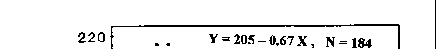 220 Y = 205 – 0.67 X , N = 184